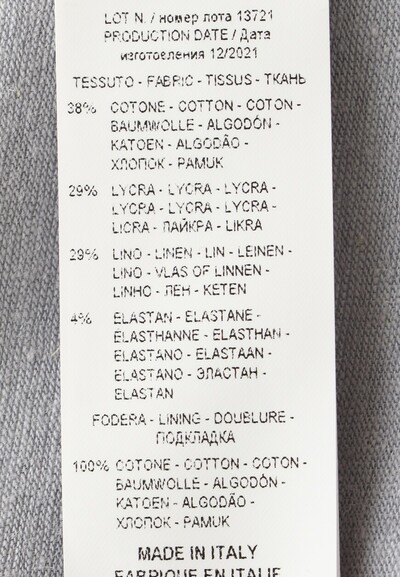 LOT N. / номер лота 13721
PRODUCTION DATE / Дата
изготовления 12/2021
TESSUTO - FABRIC - TISSUS - ТКАНЬ
38% COTONE - COTTON - COTON -
BAUMWOLLE - ALGODÓN -
KATOEN - ALGODÃO -
ХЛОПОК - PAMUK
29% LYCRA - LYCRA - LYCRA -
LYCRA - LYCRA - LYCRA -
LICRA - ЛАЙКРА - LIKRA
29% LINO - LINEN - LIN - LEINEN -
LINO - VLAS OF LINNEN -
LINHO - ЛЕН - KETEN
4% ELASTAN - ELASTANE -
ELASTHANNE - ELASTHAN -
ELASTANO - ELASTAAN -
ELASTANO - ЭЛАСТАН -
ELASTAN
FODERA - LINING - DOUBLURE -
ПОДКЛАДКА
100% COTONE - COTTON - COTON -
BAUMWOLLE - ALGODÓN -
KATOEN - ALGODÃO -
ХЛОПОК - PAMUK
MADE IN ITALY
FABRIQUE EN ITALIE